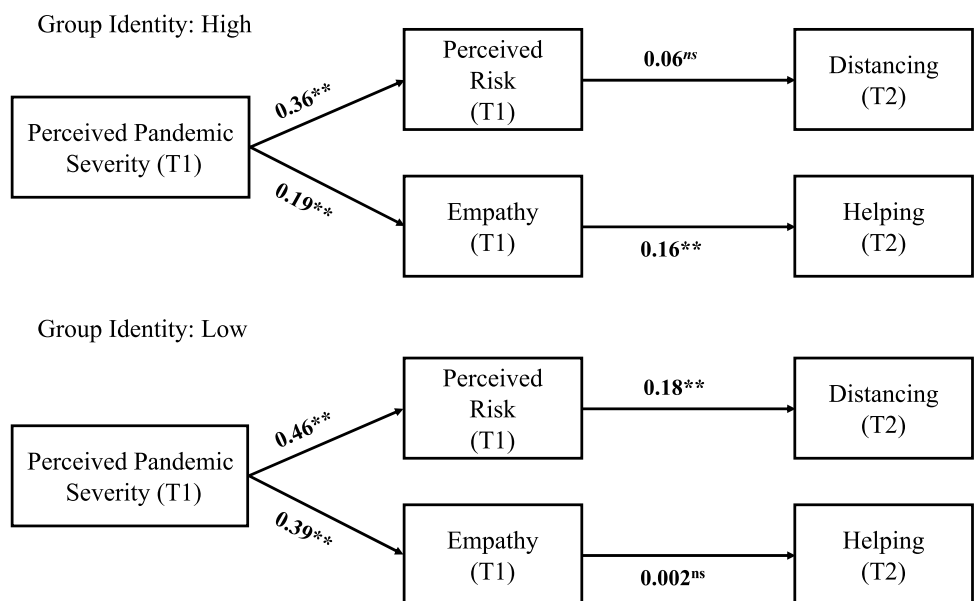 Group Identity: High
Perceived Pandemic
Severity (T1)
0.36**
0.19**
Perceived
Risk
(T1)
0.06ns
Distancing
(T2)
Empathy
(T1)
0.16**
Helping
(T2)
Group Identity: Low
Perceived Pandemic
Severity (T1)
0.46**
0.39**
Perceived
Risk
(T1)
0.18**
Distancing
(T2)
Empathy
(T1)
0.002ns
Helping
(T2)